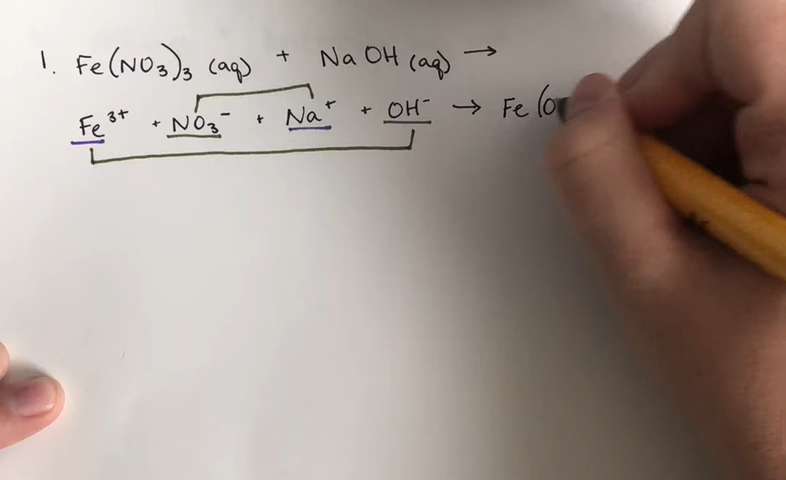 1. Fe(NO₃)₃ (aq) + NaOH (aq) →
Fe³⁺ + NO₃⁻ + Na⁺ + OH⁻ → Fe(O